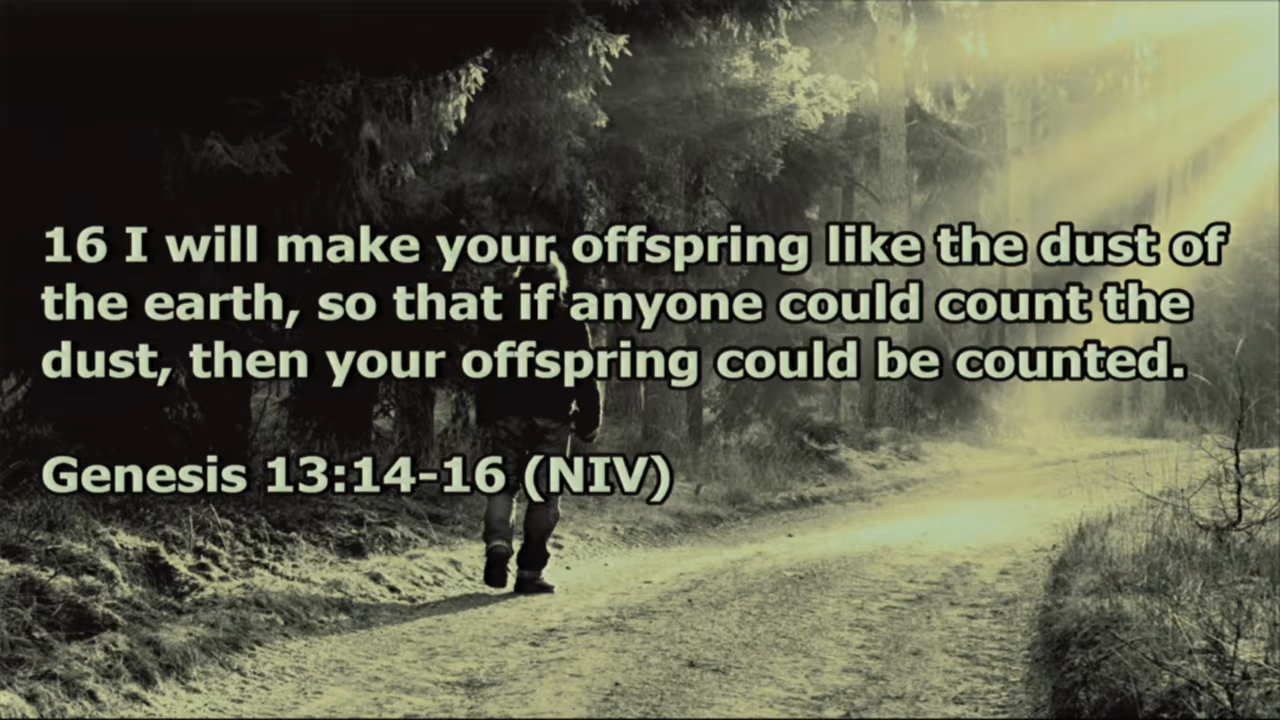 16 I will make your offspring like the dust of
the earth, so that if anyone could count the
dust, then your offspring could be counted.
Genesis 13:14-16 (NIV)